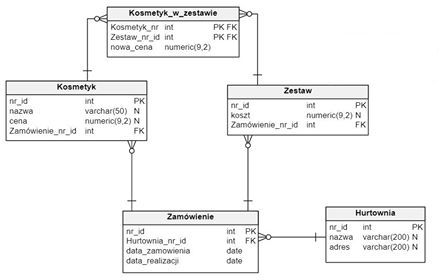 Kosmetyk_w_zestawie
Kosmetyk_nr int PK FK
Zestaw_nr_id int PK FK
nowa_cena numeric(9,2)
Kosmetyk
nr_id int PK
nazwa varchar(50) N
cena numeric(9,2) N
Zamówienie_nr_id int FK
Zestaw
nr_id int PK
koszt numeric(9,2) N
Zamówienie_nr_id int FK
Zamówienie
nr_id int PK
Hurtownia_nr_id int FK
data_zamowienia date
data_realizacji date
Hurtownia
nr_id int PK
nazwa varchar(200) N
adres varchar(200) N